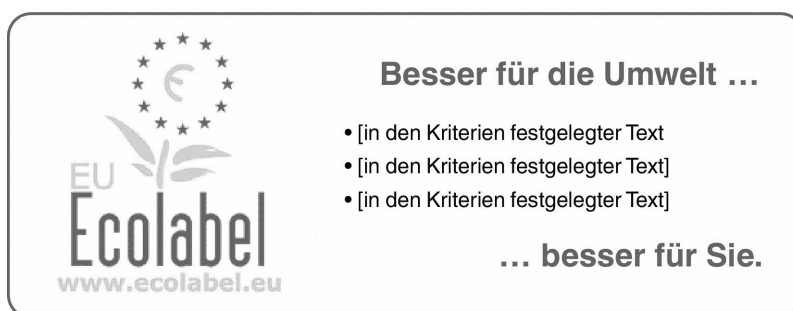 EU
Ecolabel
www.ecolabel.eu
Besser für die Umwelt …
• [in den Kriterien festgelegter Text
• [in den Kriterien festgelegter Text]
• [in den Kriterien festgelegter Text]
… besser für Sie.